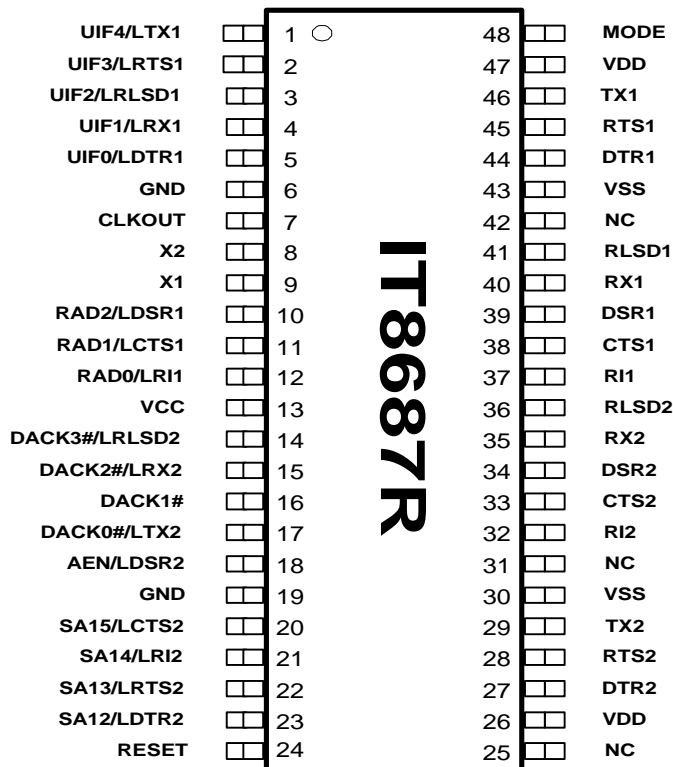 UIF4/LTX1 1 48 MODE
UIF3/LRTS1 2 47 VDD
UIF2/LRLSD1 3 46 TX1
UIF1/LRX1 4 45 RTS1
UIF0/LDTR1 5 44 DTR1
GND 6 43 VSS
CLKOUT 7 42 NC
X2 8 41 RLSD1
X1 9 40 RX1
RAD2/LDSR1 10 39 DSR1
RAD1/LCTS1 11 38 CTS1
RAD0/LRI1 12 37 RI1
VCC 13 36 RLSD2
DACK3#/LRLSD2 14 35 RX2
DACK2#/LRX2 15 34 DSR2
DACK1# 16 33 CTS2
DACK0#/LTX2 17 32 RI2
AEN/LDSR2 18 31 NC
GND 19 30 VSS
SA15/LCTS2 20 29 TX2
SA14/LRI2 21 28 RTS2
SA13/LRTS2 22 27 DTR2
SA12/LDTR2 23 26 VDD
RESET 24 25 NC
IT8687R